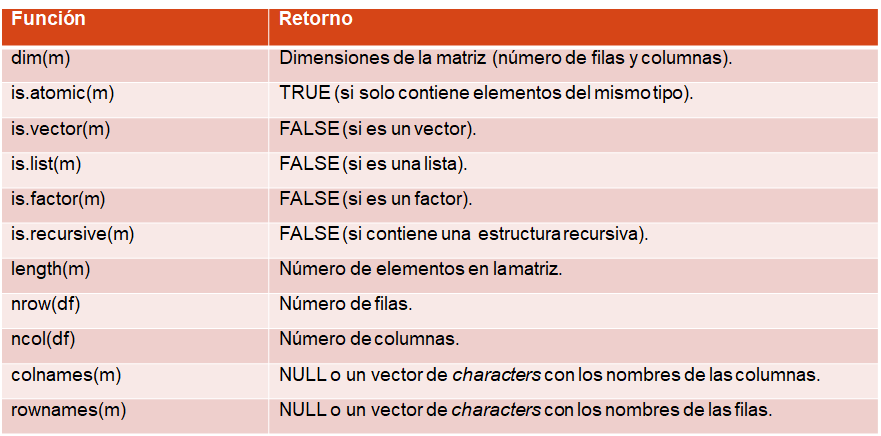 Función Retorno
dim(m) Dimensiones de la matriz (número de filas y columnas).
is.atomic(m) TRUE (si solo contiene elementos del mismo tipo).
is.vector(m) FALSE (si es un vector).
is.list(m) FALSE (si es una lista).
is.factor(m) FALSE (si es un factor).
is.recursive(m) FALSE (si contiene una estructura recursiva).
length(m) Número de elementos en la matriz.
nrow(df) Número de filas.
ncol(df) Número de columnas.
colnames(m) NULL o un vector de characters con los nombres de las columnas.
rownames(m) NULL o un vector de characters con los nombres de las filas.